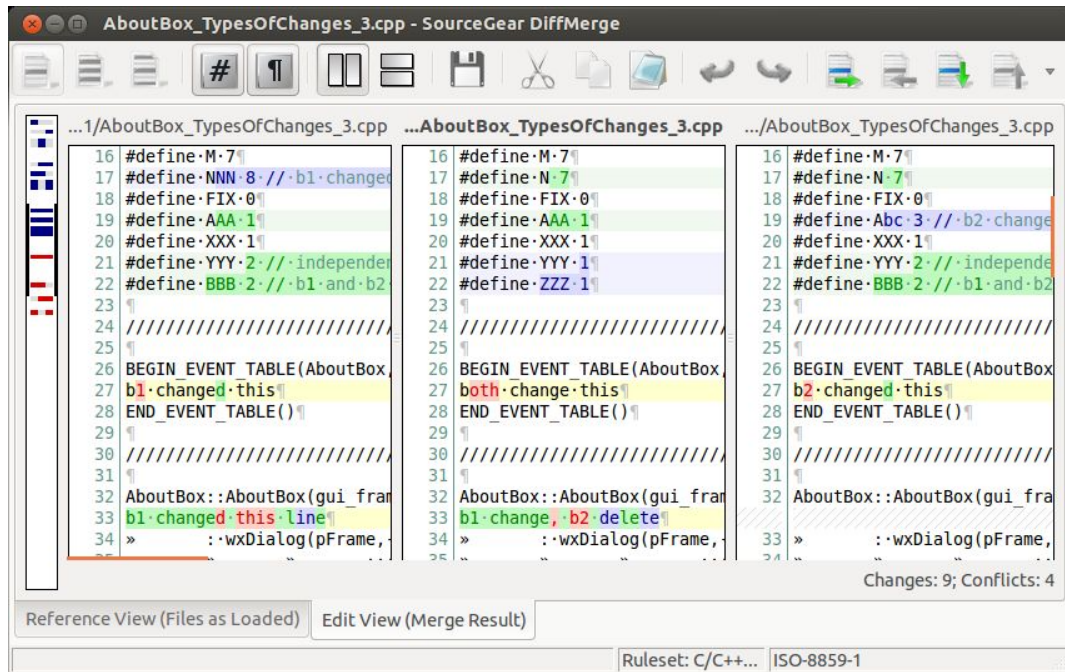 AboutBox_TypesOfChanges_3.cpp - SourceGear DiffMerge
# ¶
...1/AboutBox_TypesOfChanges_3.cpp
16 #define·M·7¶
17 #define·NNN·8·//·b1·changed
18 #define·FIX·0¶
19 #define·AAA·1¶
20 #define·XXX·1¶
21 #define·YYY·2·//·independen
22 #define·BBB·2·//·b1·and·b2·
23 ¶
24 ///////////////////////////
25 ¶
26 BEGIN_EVENT_TABLE(AboutBox,
27 b1·changed·this¶
28 END_EVENT_TABLE()¶
29 ¶
30 ///////////////////////////
31 ¶
32 AboutBox::AboutBox(gui_fram
33 b1·changed·this·line¶
34 » :·wxDialog(pFrame,-
...AboutBox_TypesOfChanges_3.cpp
16 #define·M·7¶
17 #define·N·7¶
18 #define·FIX·0¶
19 #define·AAA·1¶
20 #define·XXX·1¶
21 #define·YYY·1¶
22 #define·ZZZ·1¶
23 ¶
24 ///////////////////////////
25 ¶
26 BEGIN_EVENT_TABLE(AboutBox,
27 both·change·this¶
28 END_EVENT_TABLE()¶
29 ¶
30 ///////////////////////////
31 ¶
32 AboutBox::AboutBox(gui_fram
33 b1·change,·b2·delete¶
34 » :·wxDialog(pFrame,-
.../AboutBox_TypesOfChanges_3.cpp
16 #define·M·7¶
17 #define·N·7¶
18 #define·FIX·0¶
19 #define·Abc·3·//·b2·change
20 #define·XXX·1¶
21 #define·YYY·2·//·independe
22 #define·BBB·2·//·b1·and·b2
23 ¶
24 //////////////////////////
25 ¶
26 BEGIN_EVENT_TABLE(AboutBox
27 b2·changed·this¶
28 END_EVENT_TABLE()¶
29 ¶
30 //////////////////////////
31 ¶
32 AboutBox::AboutBox(gui_fra
33 » :·wxDialog(pFrame,
Changes: 9; Conflicts: 4
Reference View (Files as Loaded) Edit View (Merge Result)
Ruleset: C/C++... ISO-8859-1